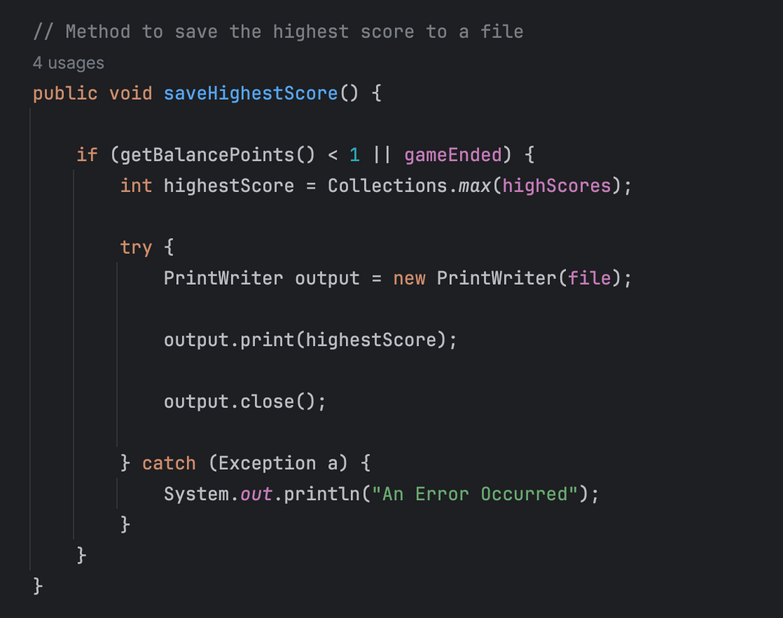 // Method to save the highest score to a file
4 usages
public void saveHighestScore() {
if (getBalancePoints() < 1 || gameEnded) {
int highestScore = Collections.max(highScores);
try {
PrintWriter output = new PrintWriter(file);
output.print(highestScore);
output.close();
} catch (Exception a) {
System.out.println("An Error Occurred");
}
}
}